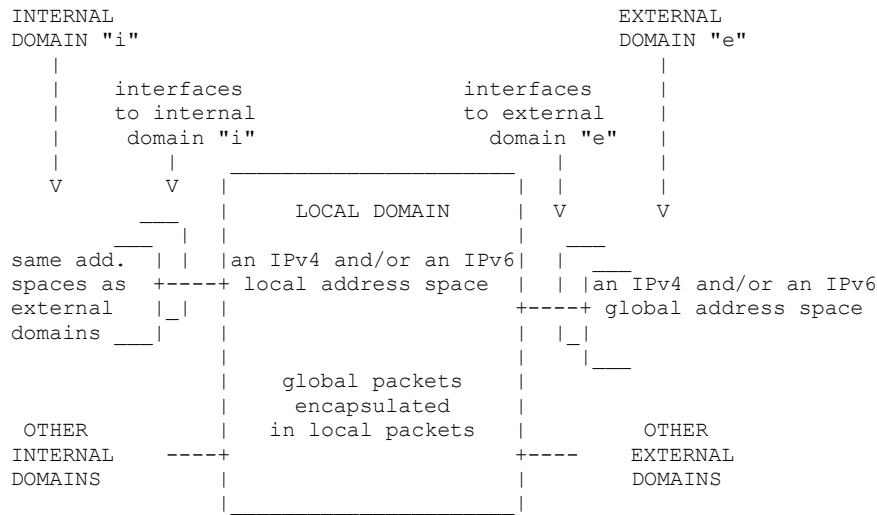 INTERNAL EXTERNAL
DOMAIN "i" DOMAIN "e"
interfaces interfaces
to internal to external
domain "i" domain "e"
V V
LOCAL DOMAIN V V
same add. an IPv4 and/or an IPv6
spaces as local address space an IPv4 and/or an IPv6
external global address space
domains
global packets
encapsulated
OTHER in local packets OTHER
INTERNAL EXTERNAL
DOMAINS DOMAINS